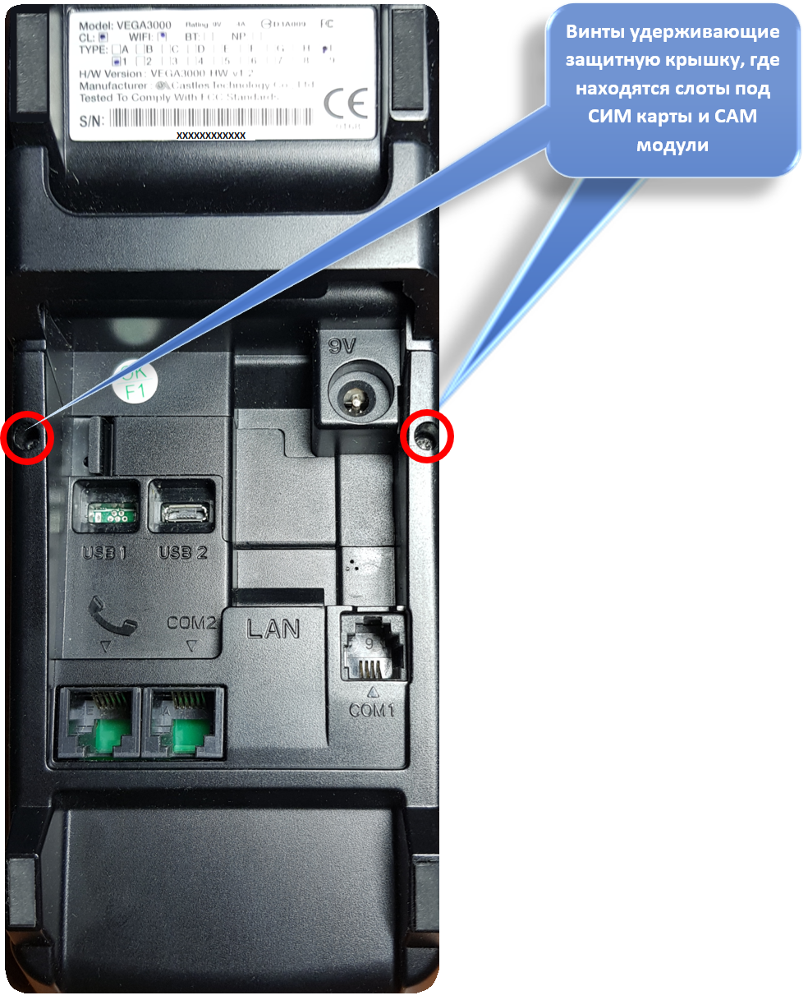 Model: VEGA3000 Rating 9V
CL: WIFI: BT: NP
TYPE: A B C D E F G H I
1 2 3 4 5 6 7 8 9
H/W Version : VEGA3000 HW v1.2
Manufacturer : Castles Technology Co., Ltd.
Tested To Comply With FCC Standards
CE
S/N:
XXXXXXXXXXXX
Винты удерживающие
защитную крышку, где
находятся слоты под
СИМ карты и САМ
модули
9V
OK
F1
USB 1 USB 2
COM2
LAN
9
COM1
E A